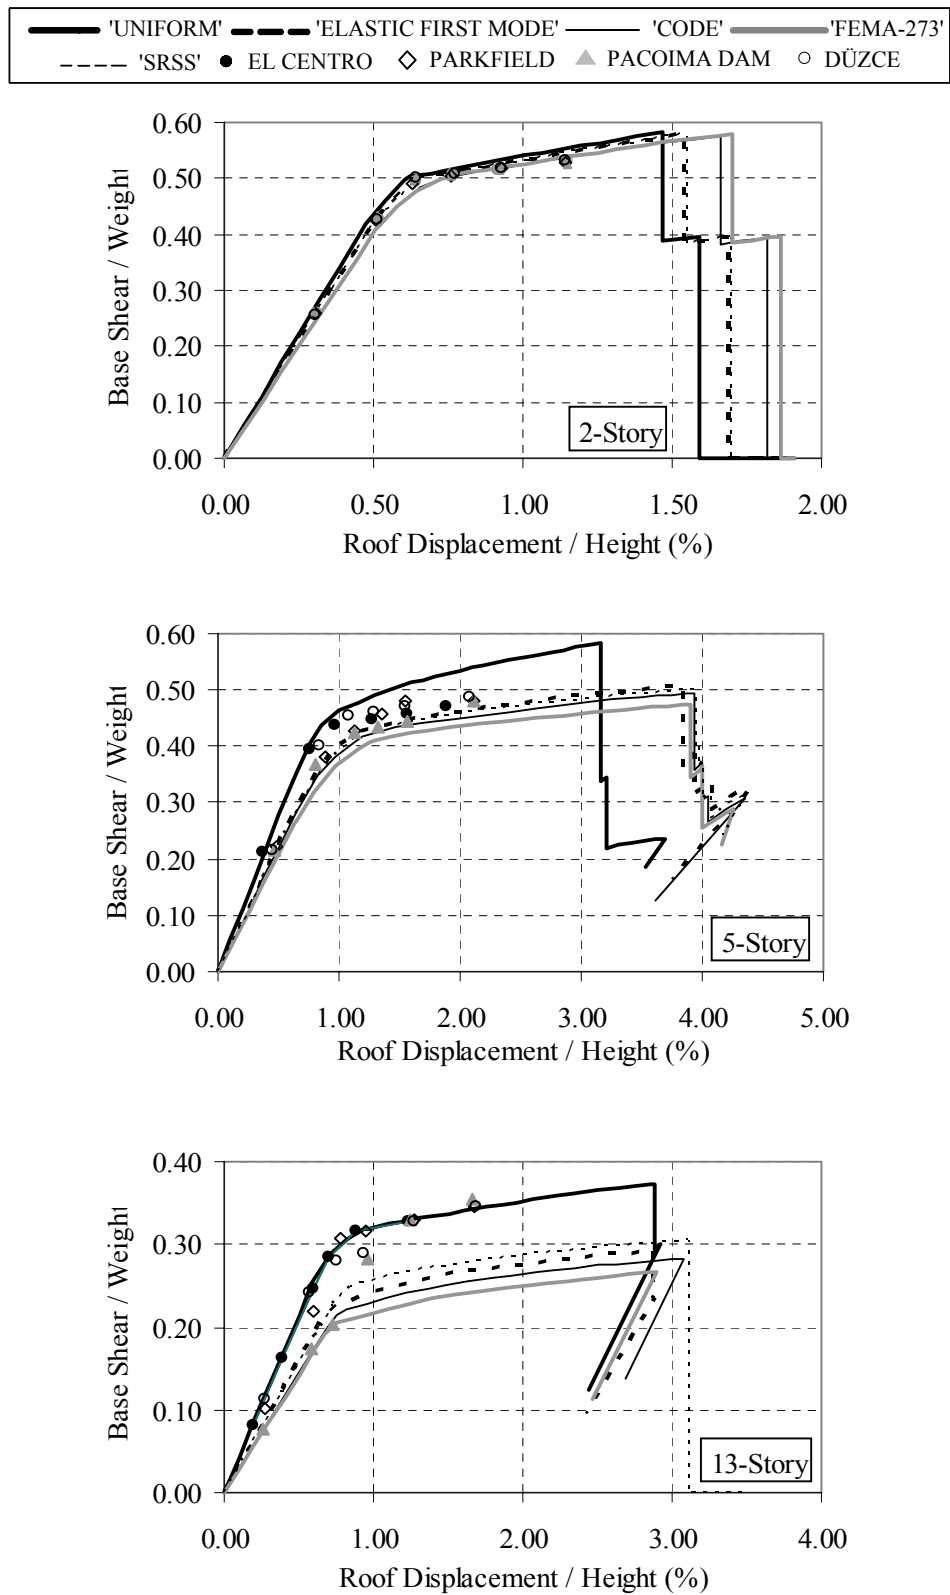 'UNIFORM' 'ELASTIC FIRST MODE' 'CODE' 'FEMA-273'
'SRSS' EL CENTRO PARKFIELD PACOIMA DAM DÜZCE
0.60
0.50
0.40
0.30
0.20
0.10
0.00
Base Shear / Weight
2-Story
0.00 0.50 1.00 1.50 2.00
Roof Displacement / Height (%)
0.60
0.50
0.40
0.30
0.20
0.10
0.00
Base Shear / Weight
5-Story
0.00 1.00 2.00 3.00 4.00 5.00
Roof Displacement / Height (%)
0.40
0.30
0.20
0.10
0.00
Base Shear / Weight
13-Story
0.00 1.00 2.00 3.00 4.00
Roof Displacement / Height (%)